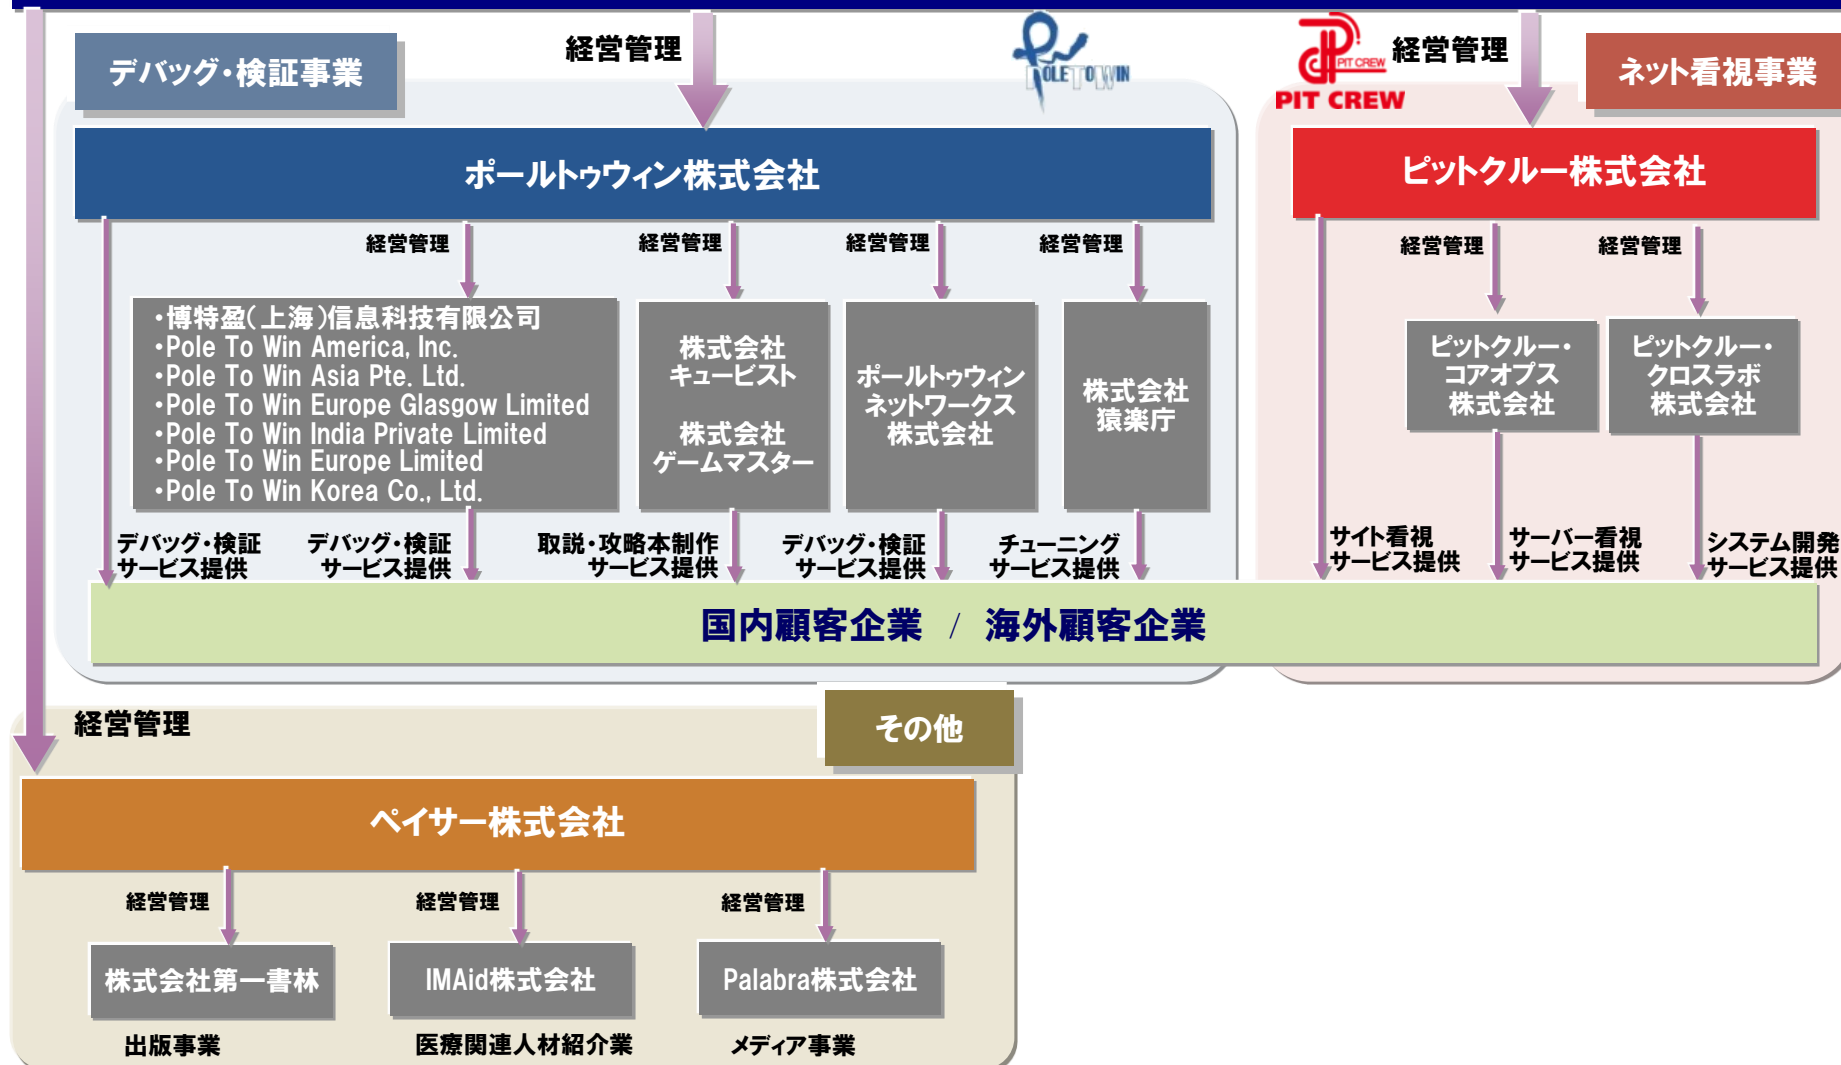 デバッグ・検証事業
経営管理
POLE TO WIN
PIT CREW
PIT CREW
経営管理
ネット看視事業
ポールトゥウィン株式会社
ピットクルー株式会社
経営管理
経営管理
経営管理
経営管理
経営管理
経営管理
・博特盈(上海)信息科技有限公司
・Pole To Win America, Inc.
・Pole To Win Asia Pte. Ltd.
・Pole To Win Europe Glasgow Limited
・Pole To Win India Private Limited
・Pole To Win Europe Limited
・Pole To Win Korea Co., Ltd.
株式会社
キュービスト
株式会社
ゲームマスター
ポールトゥウィン
ネットワークス
株式会社
株式会社
猿楽庁
ピットクルー・
コアオプス
株式会社
ピットクルー・
クロスラボ
株式会社
デバッグ・検証
サービス提供
デバッグ・検証
サービス提供
取説・攻略本制作
サービス提供
デバッグ・検証
サービス提供
チューニング
サービス提供
サイト看視
サービス提供
サーバー看視
サービス提供
システム開発
サービス提供
国内顧客企業 / 海外顧客企業
経営管理
その他
ペイサー株式会社
経営管理
経営管理
経営管理
株式会社第一書林
IMAid株式会社
Palabra株式会社
出版事業
医療関連人材紹介業
メディア事業